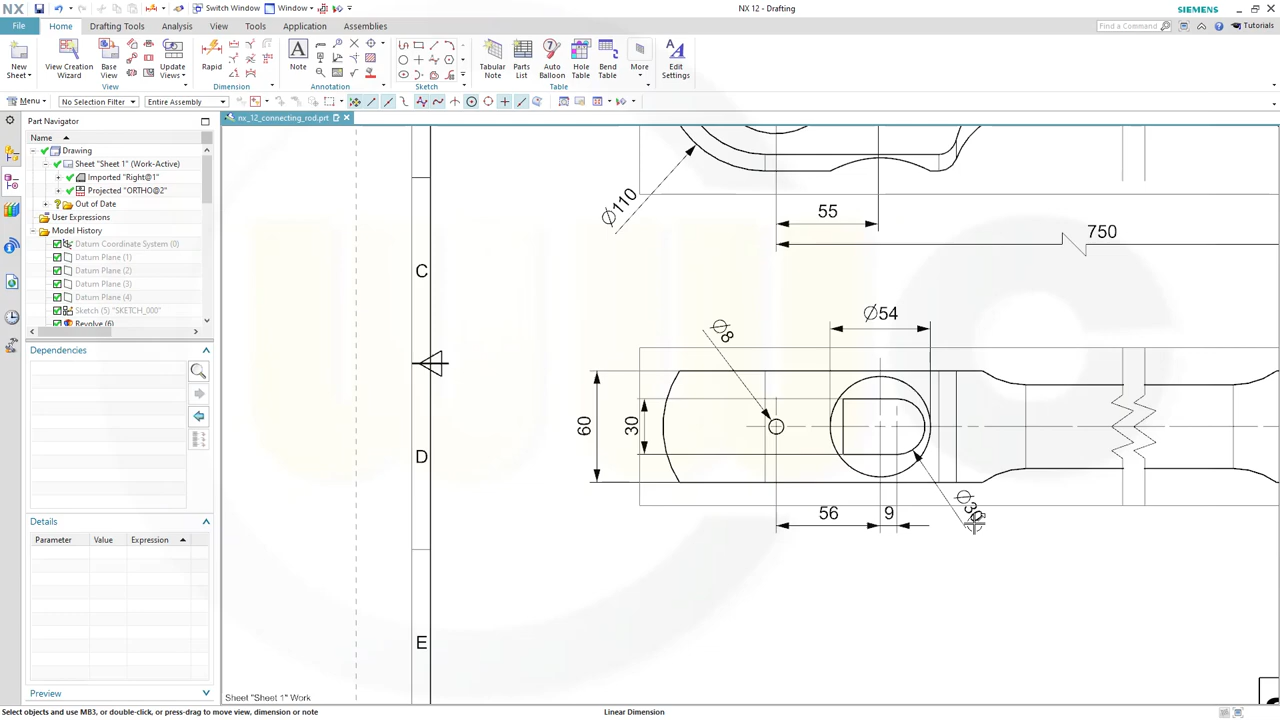 NX
Switch Window
Window
NX 12 - Drafting
SIEMENS
File
Home
Drafting Tools
Analysis
View
Tools
Application
Assemblies
Find a Command
Tutorials
New Sheet
View Creation Wizard
Base View
Update Views
View
Rapid
Dimension
Note
Annotation
Sketch
Tabular Note
Parts List
Auto Balloon
Hole Table
Bend Table
More
Table
Edit Settings
Menu
No Selection Filter
Entire Assembly
Part Navigator
nx_12_connecting_rod.prt
Name
Drawing
Sheet "Sheet 1" (Work-Active)
Imported "Right@1"
Projected "ORTHO@2"
Out of Date
User Expressions
Model History
Datum Coordinate System (0)
Datum Plane (1)
Datum Plane (2)
Datum Plane (3)
Datum Plane (4)
Sketch (5) "SKETCH_000"
Revolve (6)
Dependencies
Details
Parameter Value Expression
Preview
C
D
E
Ø110
55
750
Ø54
Ø8
60
30
56
9
Ø30
Sheet "Sheet 1" Work
Select objects and use MB3, or double-click, or press-drag to move view, dimension or note
Linear Dimension